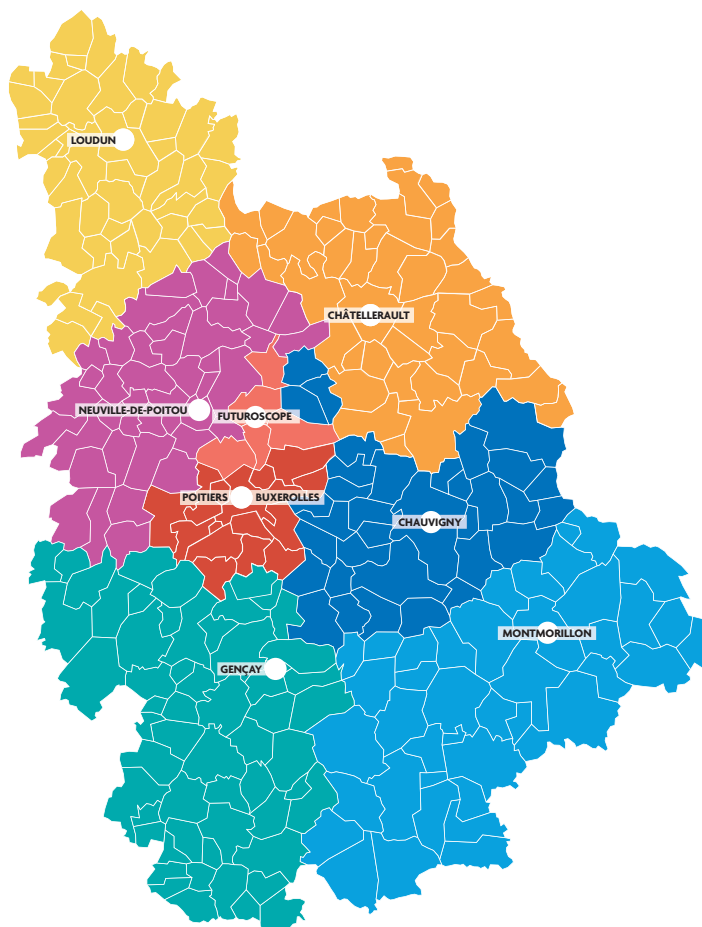 LOUDUN
CHÂTELLERAULT
NEUVILLE-DE-POITOU
FUTUROSCOPE
POITIERS BUXEROLLES
CHAUVIGNY
MONTMORILLON
GENÇAY